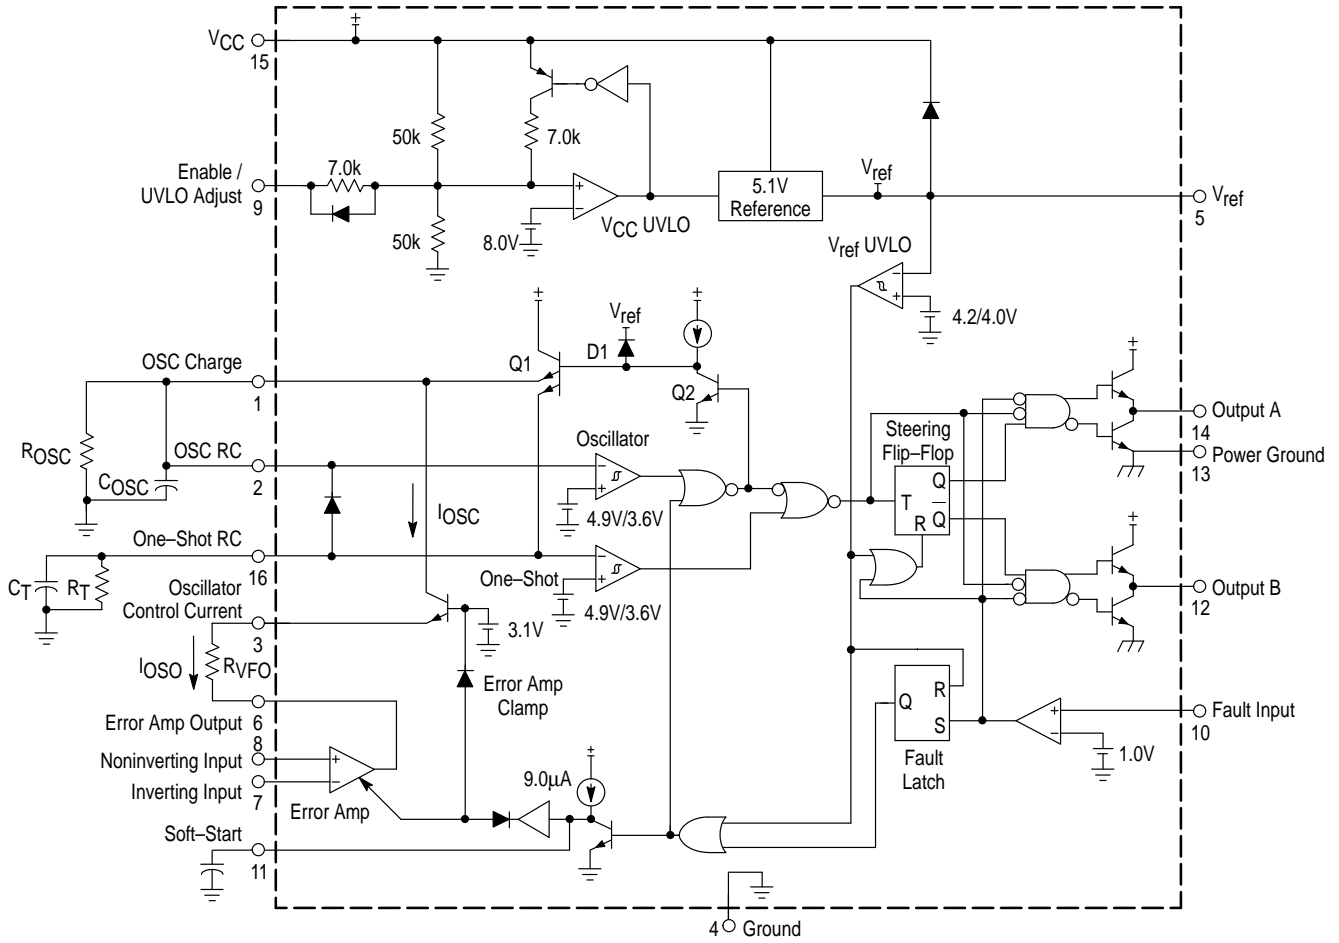 VCC
15
50k
7.0k
7.0k
Enable /
UVLO Adjust
9
50k
+
–
8.0V
VCC UVLO
5.1V
Reference
Vref
Vref
5
Vref UVLO
–
+
4.2/4.0V
Vref
D1
Q1
Q2
OSC Charge
1
ROSC
COSC
OSC RC
2
Oscillator
–
+
4.9V/3.6V
IOSC
One–Shot RC
16
CT
RT
One–Shot
–
+
4.9V/3.6V
Steering
Flip–Flop
Q
T
Q
R
Output A
14
13
Power Ground
Output B
12
Oscillator
Control Current
3
3.1V
IOSO
RVFO
Error Amp
Clamp
Error Amp Output
6
8
Noninverting Input
+
–
Inverting Input
7
Error Amp
Q
R
S
Fault
Latch
+
–
1.0V
Fault Input
10
9.0µA
Soft–Start
11
4
Ground